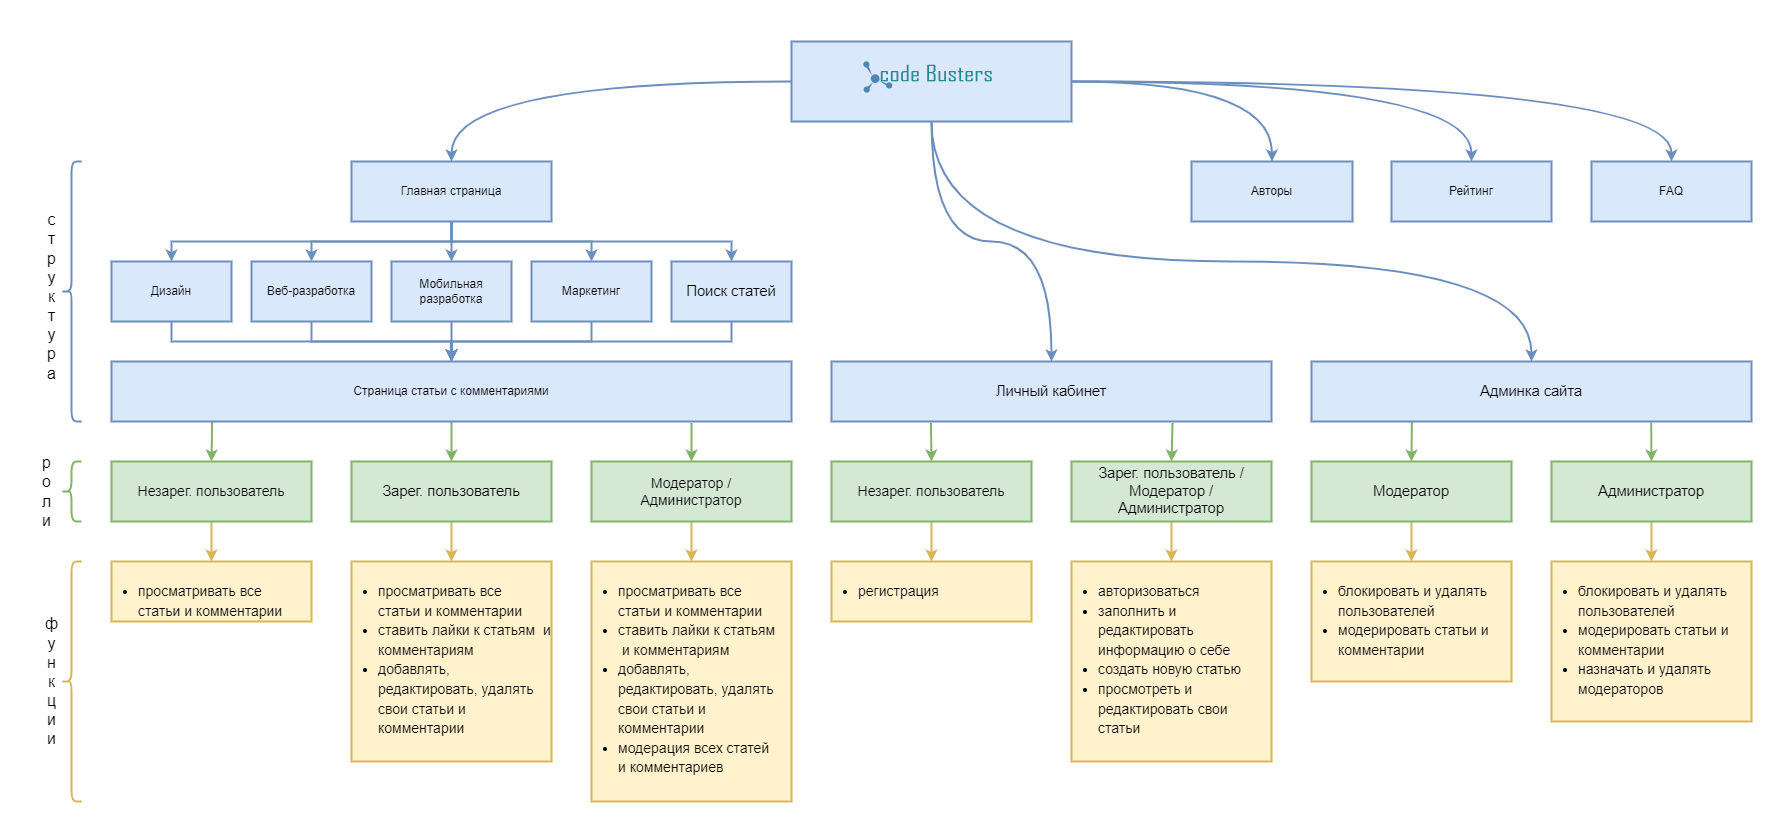 code Busters
Главная страница
Авторы
Рейтинг
FAQ
структура
Дизайн
Веб-разработка
Мобильная
разработка
Маркетинг
Поиск статей
Страница статьи с комментариями
Личный кабинет
Админка сайта
роли
Незарег. пользователь
Зарег. пользователь
Модератор /
Администратор
Незарег. пользователь
Зарег. пользователь /
Модератор /
Администратор
Модератор
Администратор
функции
• просматривать все
статьи и комментарии
• просматривать все
статьи и комментарии
• ставить лайки к статьям и
комментариям
• добавлять,
редактировать, удалять
свои статьи и
комментарии
• просматривать все
статьи и комментарии
• ставить лайки к статьям
и комментариям
• добавлять,
редактировать, удалять
свои статьи и
комментарии
• модерация всех статей
и комментариев
• регистрация
• авторизоваться
• заполнить и
редактировать
информацию о себе
• создать новую статью
• просмотреть и
редактировать свои
статьи
• блокировать и удалять
пользователей
• модерировать статьи и
комментарии
• блокировать и удалять
пользователей
• модерировать статьи и
комментарии
• назначать и удалять
модераторов